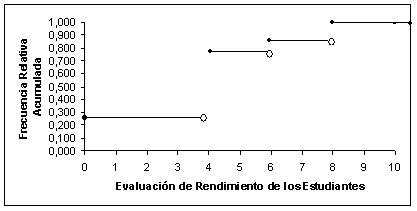 Frecuencia Relativa
Acumulada
1,000
0,900
0,800
0,700
0,600
0,500
0,400
0,300
0,200
0,100
0,000
0 1 2 3 4 5 6 7 8 9 10
Evaluación de Rendimiento de los Estudiantes